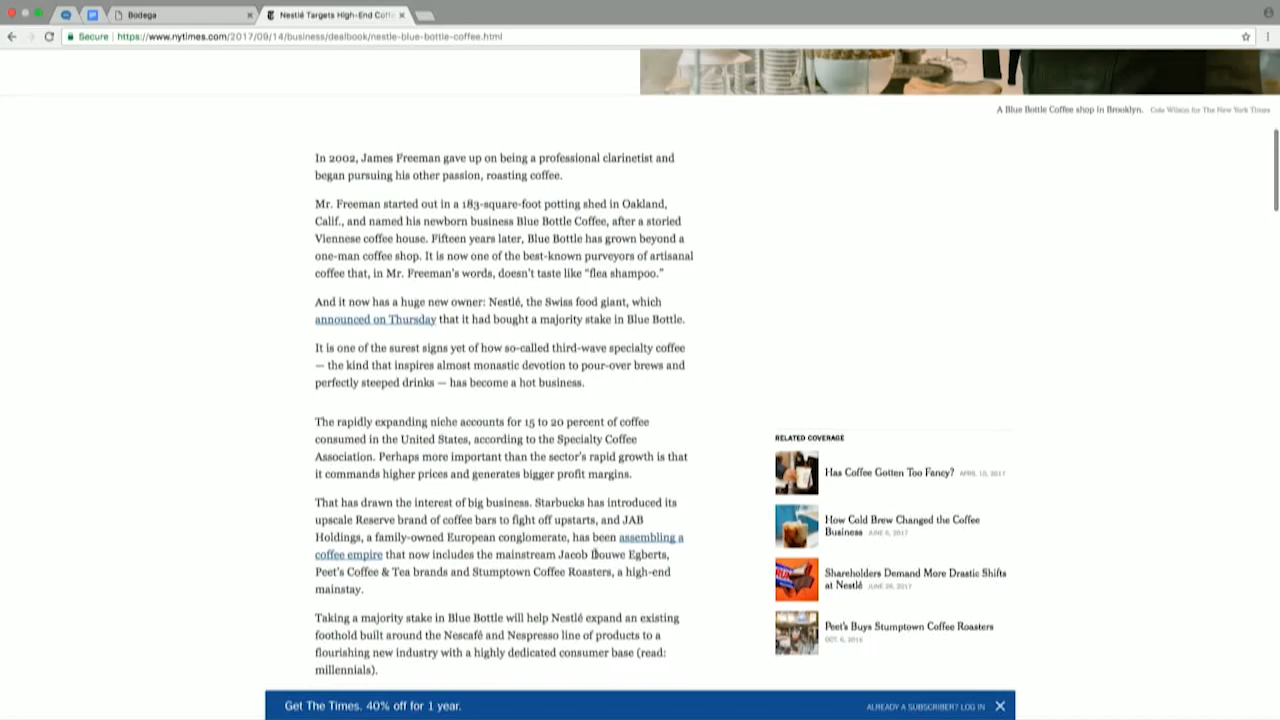 Bodega
Nestlé Targets High-End Coff
Secure https://www.nytimes.com/2017/09/14/business/dealbook/nestle-blue-bottle-coffee.html
A Blue Bottle Coffee shop in Brooklyn. Cole Wilson for The New York Times
In 2002, James Freeman gave up on being a professional clarinetist and
began pursuing his other passion, roasting coffee.
Mr. Freeman started out in a 183-square-foot potting shed in Oakland,
Calif., and named his newborn business Blue Bottle Coffee, after a storied
Viennese coffee house. Fifteen years later, Blue Bottle has grown beyond a
one-man coffee shop. It is now one of the best-known purveyors of artisanal
coffee that, in Mr. Freeman's words, doesn't taste like “flea shampoo.”
And it now has a huge new owner: Nestlé, the Swiss food giant, which
announced on Thursday that it had bought a majority stake in Blue Bottle.
It is one of the surest signs yet of how so-called third-wave specialty coffee
— the kind that inspires almost monastic devotion to pour-over brews and
perfectly steeped drinks — has become a hot business.
The rapidly expanding niche accounts for 15 to 20 percent of coffee
consumed in the United States, according to the Specialty Coffee
Association. Perhaps more important than the sector's rapid growth is that
it commands higher prices and generates bigger profit margins.
That has drawn the interest of big business. Starbucks has introduced its
upscale Reserve brand of coffee bars to fight off upstarts, and JAB
Holdings, a family-owned European conglomerate, has been assembling a
coffee empire that now includes the mainstream Jacob Douwe Egberts,
Peet's Coffee & Tea brands and Stumptown Coffee Roasters, a high-end
mainstay.
Taking a majority stake in Blue Bottle will help Nestlé expand an existing
foothold built around the Nescafé and Nespresso line of products to a
flourishing new industry with a highly dedicated consumer base (read:
millennials).
RELATED COVERAGE
Has Coffee Gotten Too Fancy? APRIL 10, 2017
How Cold Brew Changed the Coffee
Business JUNE 6, 2017
Shareholders Demand More Drastic Shifts
at Nestlé JUNE 26, 2017
Peet's Buys Stumptown Coffee Roasters
OCT. 6, 2015
Get The Times. 40% off for 1 year.
ALREADY A SUBSCRIBER? LOG IN